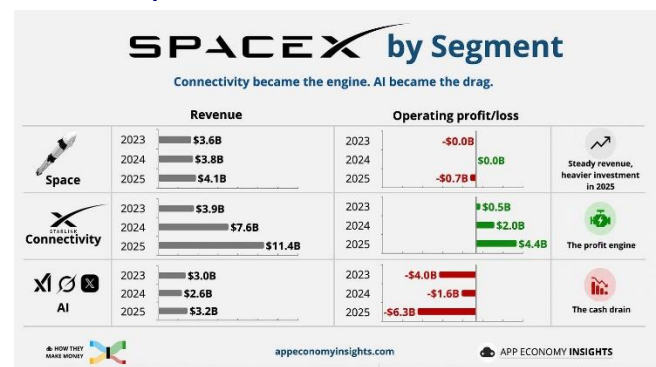 SPACEX by Segment
Connectivity became the engine. AI became the drag.
Revenue
Operating profit/loss
Space
2023 $3.6B
2024 $3.8B
2025 $4.1B
-$0.0B
2023
2024 $0.0B
2025 -$0.7B
Steady revenue,
heavier investment
in 2025
STARLINK
Connectivity
2023 $3.9B
2024 $7.6B
2025 $11.4B
2023 $0.5B
2024 $2.0B
2025 $4.4B
The profit engine
AI
2023 $3.0B
2024 $2.6B
2025 $3.2B
2023 -$4.0B
2024 -$1.6B
2025 -$6.3B
The cash drain
HOW THEY
MAKE MONEY
appeconomyinsights.com
APP ECONOMY INSIGHTS